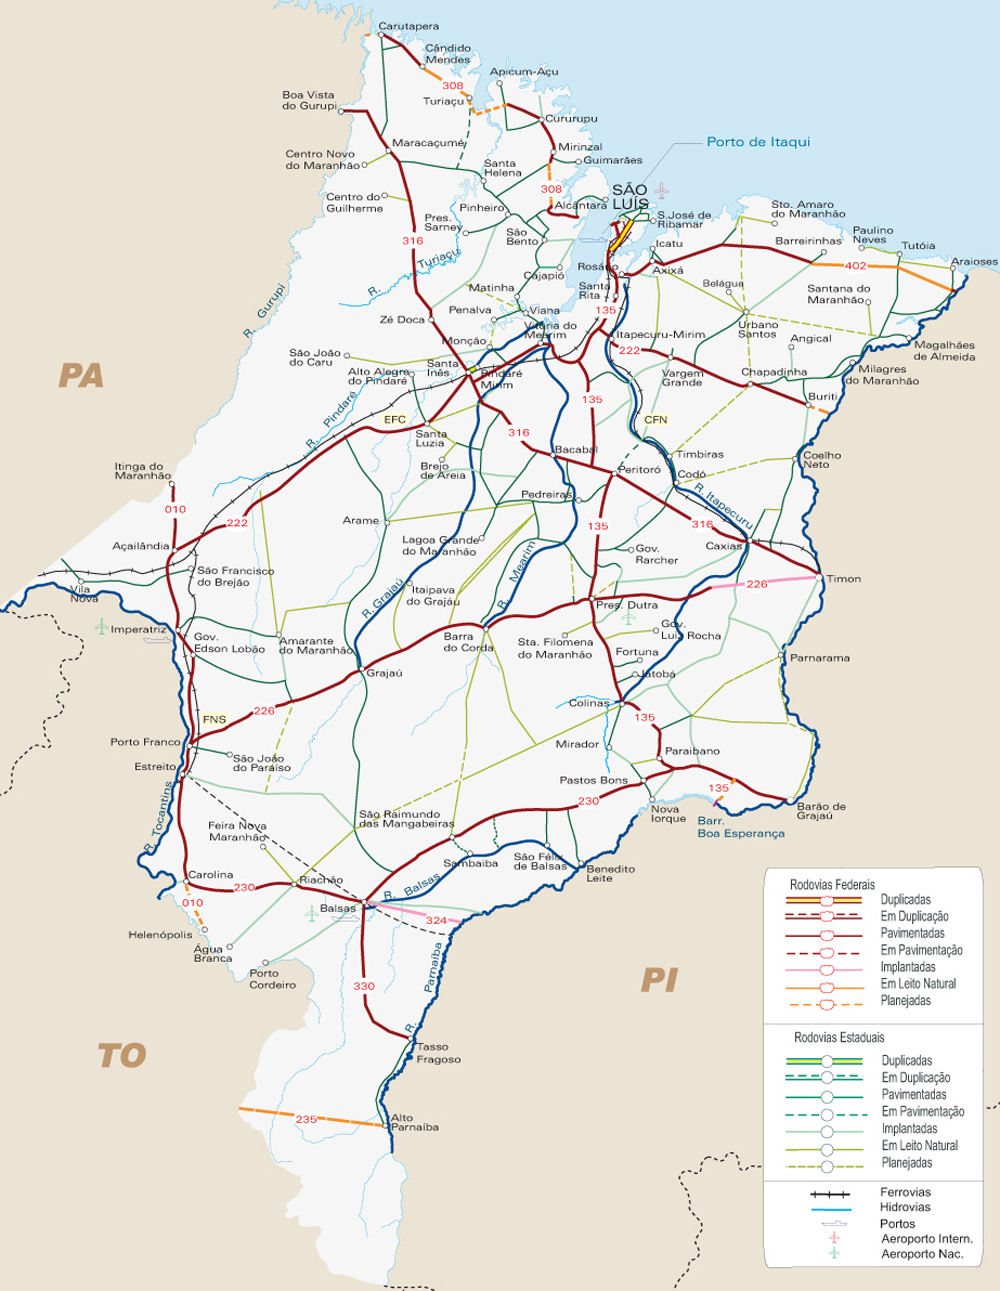 Carutapera
Cândido
Mendes
Apicum-Açu
308
Boa Vista
do Gurupi
Turiaçu
Cururupu
Maracaçumé
Mirinzal
Porto de Itaqui
Centro Novo
do Maranhão
Santa
Helena
Guimarães
308
SÃO
LUÍS
Centro do
Guilherme
Pinheiro
Alcântara
Sto. Amaro
do Maranhão
Pres.
Sarney
S.José de
Ribamar
316
São
Bento
Icatu
Barreirinhas
Paulino
Neves
Tutóia
R. Turiaçu
Cajapió
Rosário
Axixá
402
Araioses
Matinha
Santa
Rita
Belágua
Santana do
Maranhão
R. Gurupi
Penalva
Viana
135
Zé Doca
Vitória do
Mearim
Itapecuru-Mirim
Urbano
Santos
Monção
222
Angical
Magalhães
de Almeida
São João
do Caru
Alto Alegre
do Pindaré
Santa
Inês
Pindaré
Mirim
Vargem
Grande
Chapadinha
Milagres
do Maranhão
PA
R. Pindaré
135
Buriti
EFC
CFN
316
Santa
Luzia
Bacabal
Timbiras
Coelho
Neto
Itinga do
Maranhão
Brejo
de Areia
Peritoró
Codó
010
Pedreiras
R. Itapecuru
222
Arame
135
316
Açailândia
Lagoa Grande
do Maranhão
R. Mearim
Gov.
Rarcher
Caxias
São Francisco
do Brejão
Timon
226
Vila
Nova
R. Grajaú
Itaipava
do Grajáu
Pres. Dutra
Imperatriz
Gov.
Edson Lobão
Amarante
do Maranhão
Barra
do Corda
Sta. Filomena
do Maranhão
Gov.
Luiz Rocha
Fortuna
Parnarama
Grajaú
Jatobá
FNS
226
Colinas
135
Porto Franco
Mirador
Paraibano
Estreito
São João
do Paraíso
Pastos Bons
135
R. Tocantins
230
São Raimundo
das Mangabeiras
Nova
Iorque
Barr.
Boa Esperança
Barão de
Grajaú
Feira Nova
Maranhão
Sambaíba
São Félix
de Balsas
Benedito
Leite
Carolina
230
Riachão
R. Balsas
010
Balsas
324
Helenópolis
Água
Branca
Porto
Cordeiro
R. Parnaíba
PI
330
TO
Tasso
Fragoso
235
Alto
Parnaíba
Rodovias Federais
Duplicadas
Em Duplicação
Pavimentadas
Em Pavimentação
Implantadas
Em Leito Natural
Planejadas
Rodovias Estaduais
Duplicadas
Em Duplicação
Pavimentadas
Em Pavimentação
Implantadas
Em Leito Natural
Planejadas
Ferrovias
Hidrovias
Portos
Aeroporto Intern.
Aeroporto Nac.